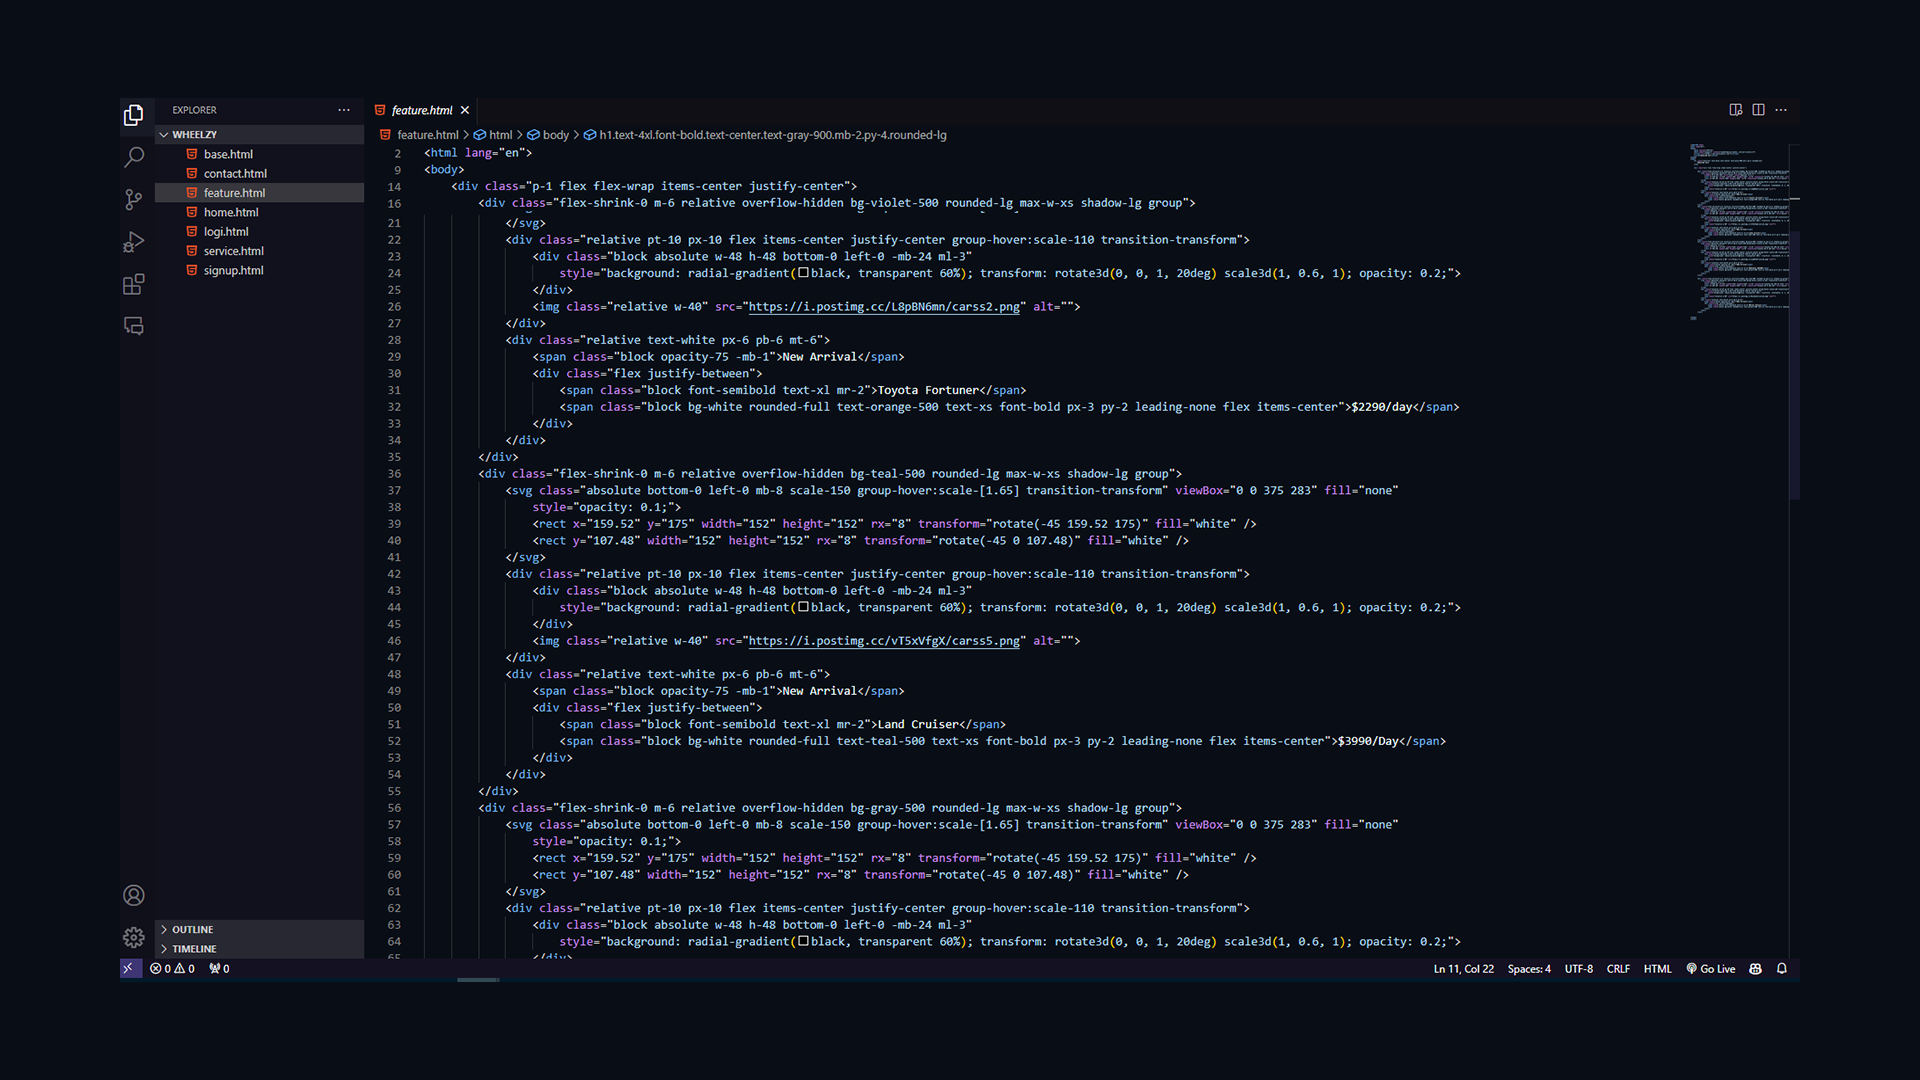 EXPLORER
WHEELZY
base.html
contact.html
feature.html
home.html
logi.html
service.html
signup.html
OUTLINE
TIMELINE
feature.html
feature.html > html > body > h1.text-4xl.font-bold.text-center.text-gray-900.mb-2.py-4.rounded-lg
2 <html lang="en">
9 <body>
14 <div class="p-1 flex flex-wrap items-center justify-center">
16 <div class="flex-shrink-0 m-6 relative overflow-hidden bg-violet-500 rounded-lg max-w-xs shadow-lg group">
21 </svg>
22 <div class="relative pt-10 px-10 flex items-center justify-center group-hover:scale-110 transition-transform">
23 <div class="block absolute w-48 h-48 bottom-0 left-0 -mb-24 ml-3"
24 style="background: radial-gradient(black, transparent 60%); transform: rotate3d(0, 0, 1, 20deg) scale3d(1, 0.6, 1); opacity: 0.2;">
25 </div>
26 <img class="relative w-40" src="https://i.postimg.cc/L8pBN6mn/carss2.png" alt="">
27 </div>
28 <div class="relative text-white px-6 pb-6 mt-6">
29 <span class="block opacity-75 -mb-1">New Arrival</span>
30 <div class="flex justify-between">
31 <span class="block font-semibold text-xl mr-2">Toyota Fortuner</span>
32 <span class="block bg-white rounded-full text-orange-500 text-xs font-bold px-3 py-2 leading-none flex items-center">$2290/day</span>
33 </div>
34 </div>
35 </div>
36 <div class="flex-shrink-0 m-6 relative overflow-hidden bg-teal-500 rounded-lg max-w-xs shadow-lg group">
37 <svg class="absolute bottom-0 left-0 mb-8 scale-150 group-hover:scale-[1.65] transition-transform" viewBox="0 0 375 283" fill="none"
38 style="opacity: 0.1;">
39 <rect x="159.52" y="175" width="152" height="152" rx="8" transform="rotate(-45 159.52 175)" fill="white" />
40 <rect y="107.48" width="152" height="152" rx="8" transform="rotate(-45 0 107.48)" fill="white" />
41 </svg>
42 <div class="relative pt-10 px-10 flex items-center justify-center group-hover:scale-110 transition-transform">
43 <div class="block absolute w-48 h-48 bottom-0 left-0 -mb-24 ml-3"
44 style="background: radial-gradient(black, transparent 60%); transform: rotate3d(0, 0, 1, 20deg) scale3d(1, 0.6, 1); opacity: 0.2;">
45 </div>
46 <img class="relative w-40" src="https://i.postimg.cc/vT5xVfgX/carss5.png" alt="">
47 </div>
48 <div class="relative text-white px-6 pb-6 mt-6">
49 <span class="block opacity-75 -mb-1">New Arrival</span>
50 <div class="flex justify-between">
51 <span class="block font-semibold text-xl mr-2">Land Cruiser</span>
52 <span class="block bg-white rounded-full text-teal-500 text-xs font-bold px-3 py-2 leading-none flex items-center">$3990/Day</span>
53 </div>
54 </div>
55 </div>
56 <div class="flex-shrink-0 m-6 relative overflow-hidden bg-gray-500 rounded-lg max-w-xs shadow-lg group">
57 <svg class="absolute bottom-0 left-0 mb-8 scale-150 group-hover:scale-[1.65] transition-transform" viewBox="0 0 375 283" fill="none"
58 style="opacity: 0.1;">
59 <rect x="159.52" y="175" width="152" height="152" rx="8" transform="rotate(-45 159.52 175)" fill="white" />
60 <rect y="107.48" width="152" height="152" rx="8" transform="rotate(-45 0 107.48)" fill="white" />
61 </svg>
62 <div class="relative pt-10 px-10 flex items-center justify-center group-hover:scale-110 transition-transform">
63 <div class="block absolute w-48 h-48 bottom-0 left-0 -mb-24 ml-3"
64 style="background: radial-gradient(black, transparent 60%); transform: rotate3d(0, 0, 1, 20deg) scale3d(1, 0.6, 1); opacity: 0.2;">
65 </div>
0 0 0 Ln 11, Col 22 Spaces: 4 UTF-8 CRLF HTML Go Live